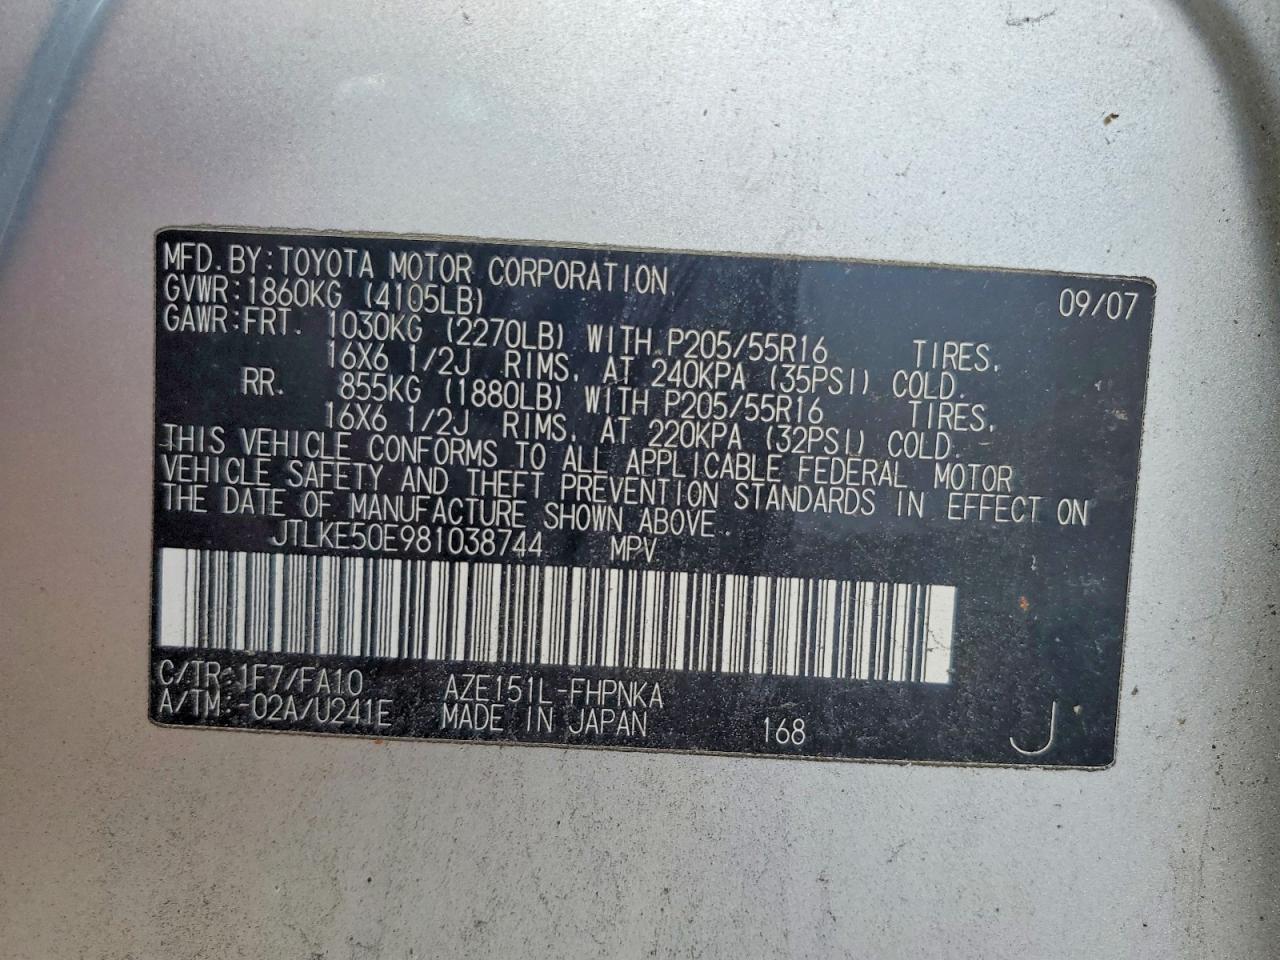 MFD. BY: TOYOTA MOTOR CORPORATION 09/07
GVWR: 1860KG (4105LB)
GAWR: FRT. 1030KG (2270LB) WITH P205/55R16 TIRES,
16X6 1/2J RIMS, AT 240KPA (35PSI) COLD.
RR. 855KG (1880LB) WITH P205/55R16 TIRES,
16X6 1/2J RIMS, AT 220KPA (32PSI) COLD.
THIS VEHICLE CONFORMS TO ALL APPLICABLE FEDERAL MOTOR
VEHICLE SAFETY AND THEFT PREVENTION STANDARDS IN EFFECT ON
THE DATE OF MANUFACTURE SHOWN ABOVE.
JTLKE50E981038744 MPV
C/TR: 1F7/FA10 AZE151L-FHPNKA
A/TM: -02A/U241E MADE IN JAPAN 168 J